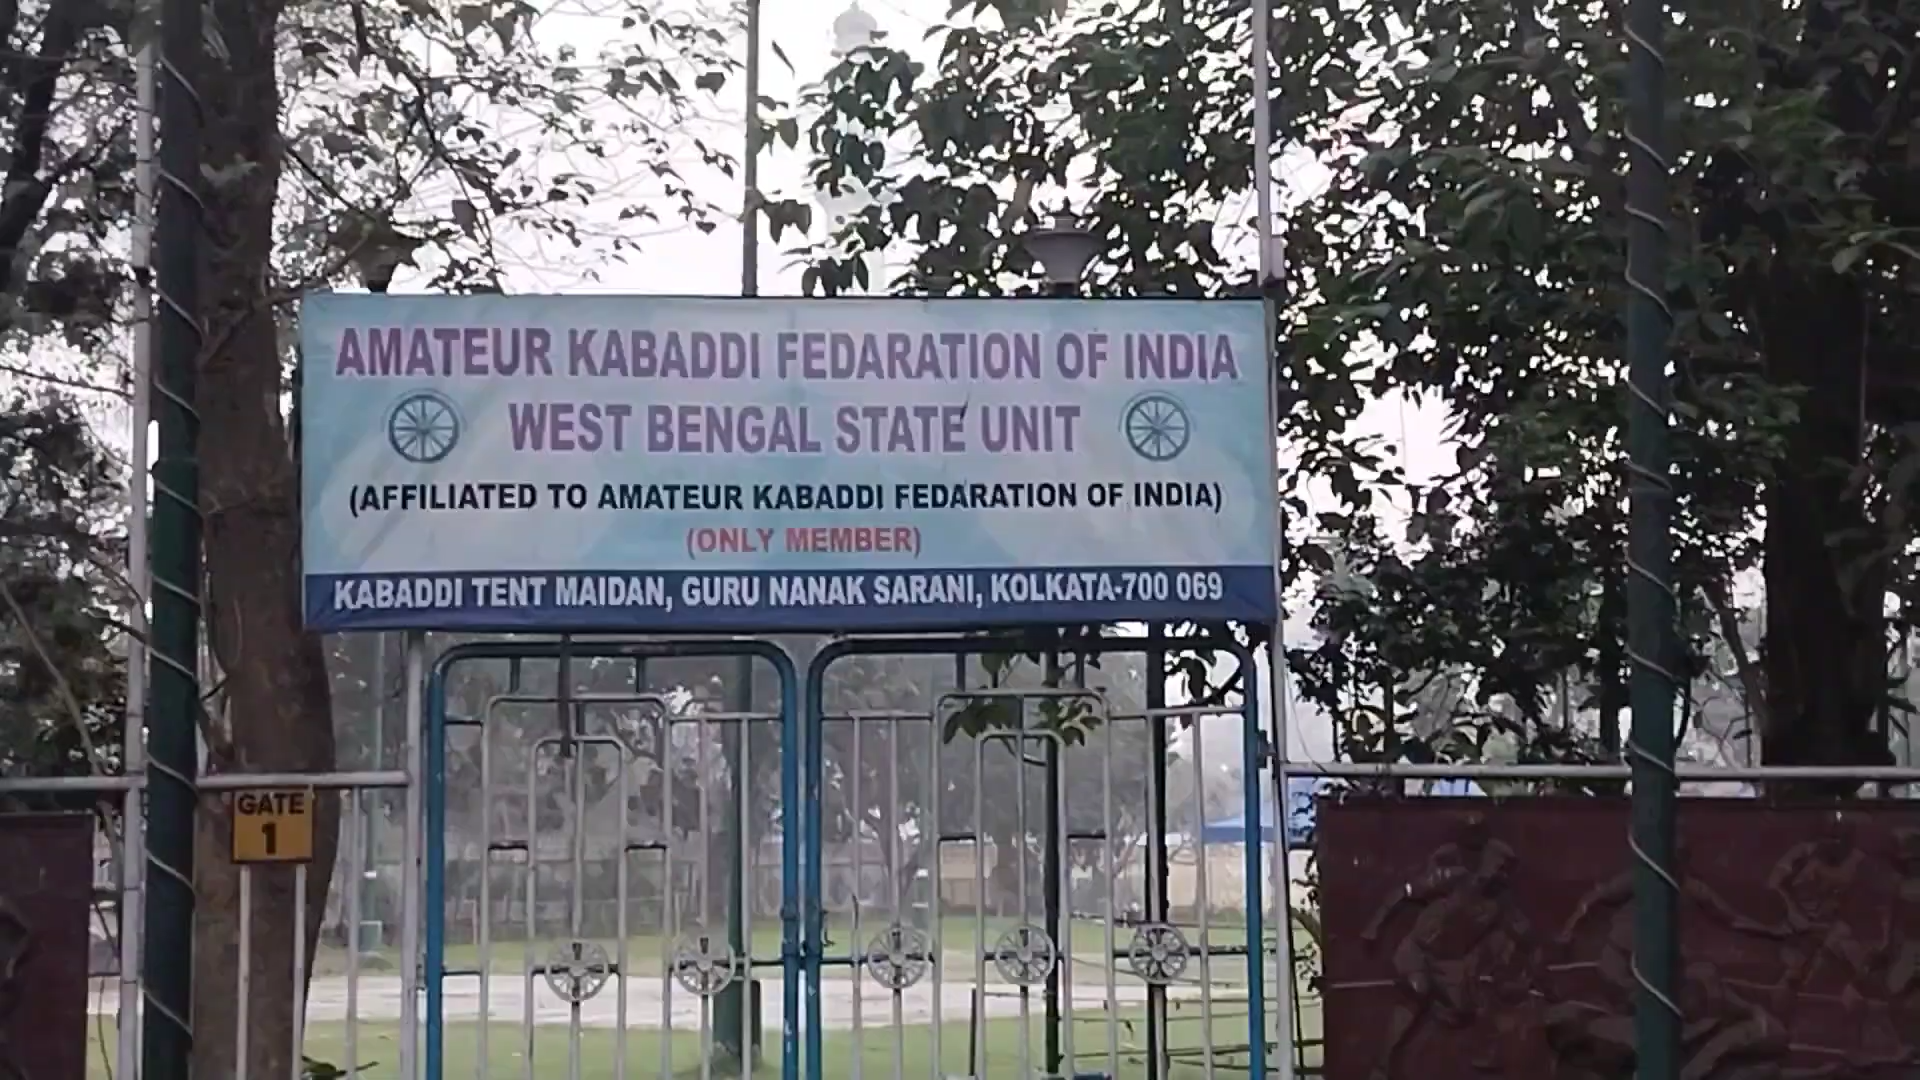 AMATEUR KABADDI FEDARATION OF INDIA
WEST BENGAL STATE UNIT
(AFFILIATED TO AMATEUR KABADDI FEDARATION OF INDIA)
(ONLY MEMBER)
KABADDI TENT MAIDAN, GURU NANAK SARANI, KOLKATA-700 069
GATE
1